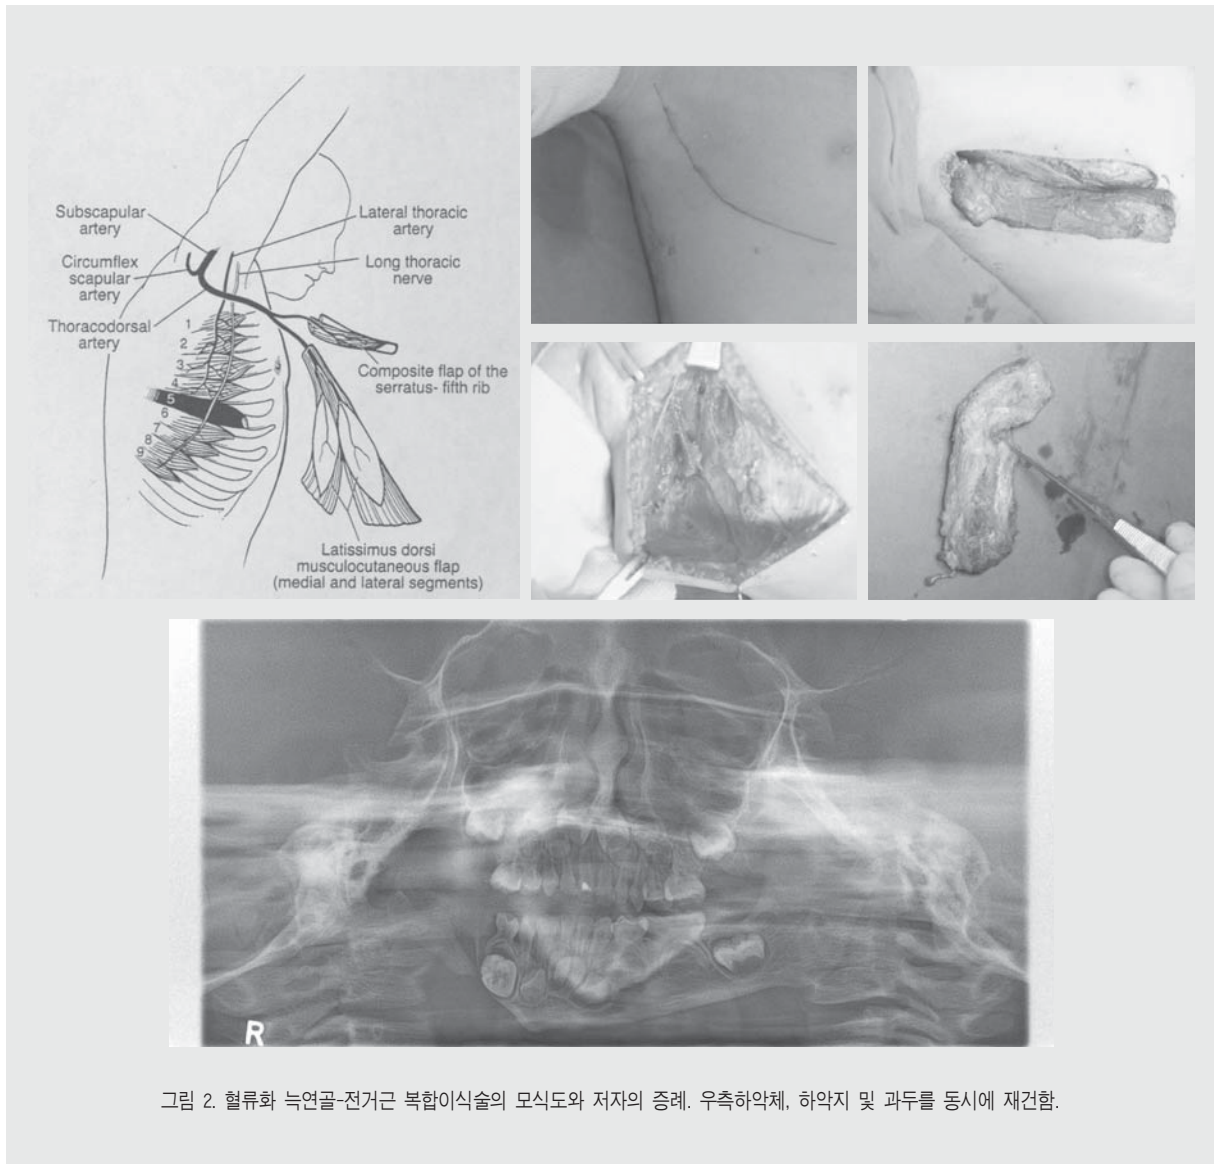 Subscapular
artery
Circumflex
scapular
artery
Thoracodorsal
artery
Lateral thoracic
artery
Long thoracic
nerve
1
2
3
4
5
6
7
8
9
Composite flap of the
serratus- fifth rib
Latissimus dorsi
musculocutaneous flap
(medial and lateral segments)
R
그림 2. 혈류화 늑연골-전거근 복합이식술의 모식도와 저자의 증례. 우측하악체, 하악지 및 과두를 동시에 재건함.